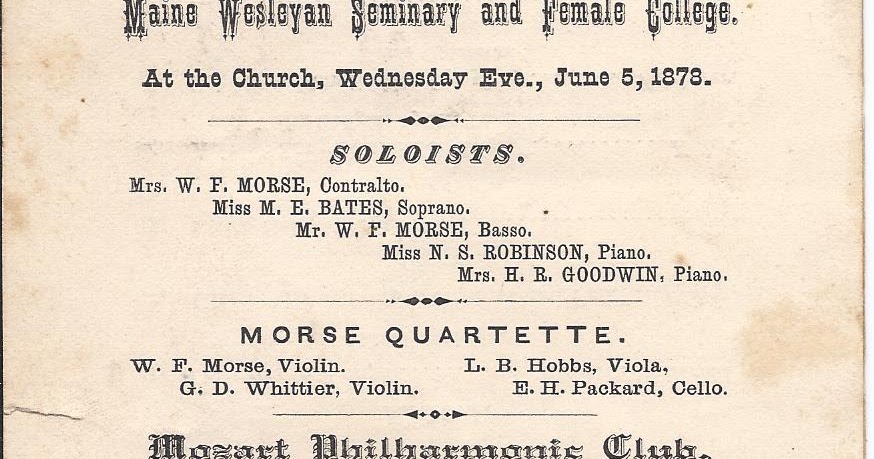 Maine Wesleyan Seminary and Female College.
At the Church, Wednesday Eve., June 5, 1878.
SOLOISTS.
Mrs. W. F. MORSE, Contralto.
Miss M. E. BATES, Soprano.
Mr. W. F. MORSE, Basso.
Miss N. S. ROBINSON, Piano.
Mrs. H. R. GOODWIN, Piano.
MORSE QUARTETTE.
W. F. Morse, Violin. L. B. Hobbs, Viola,
G. D. Whittier, Violin. E. H. Packard, Cello.
Mozart Philharmonic Club.